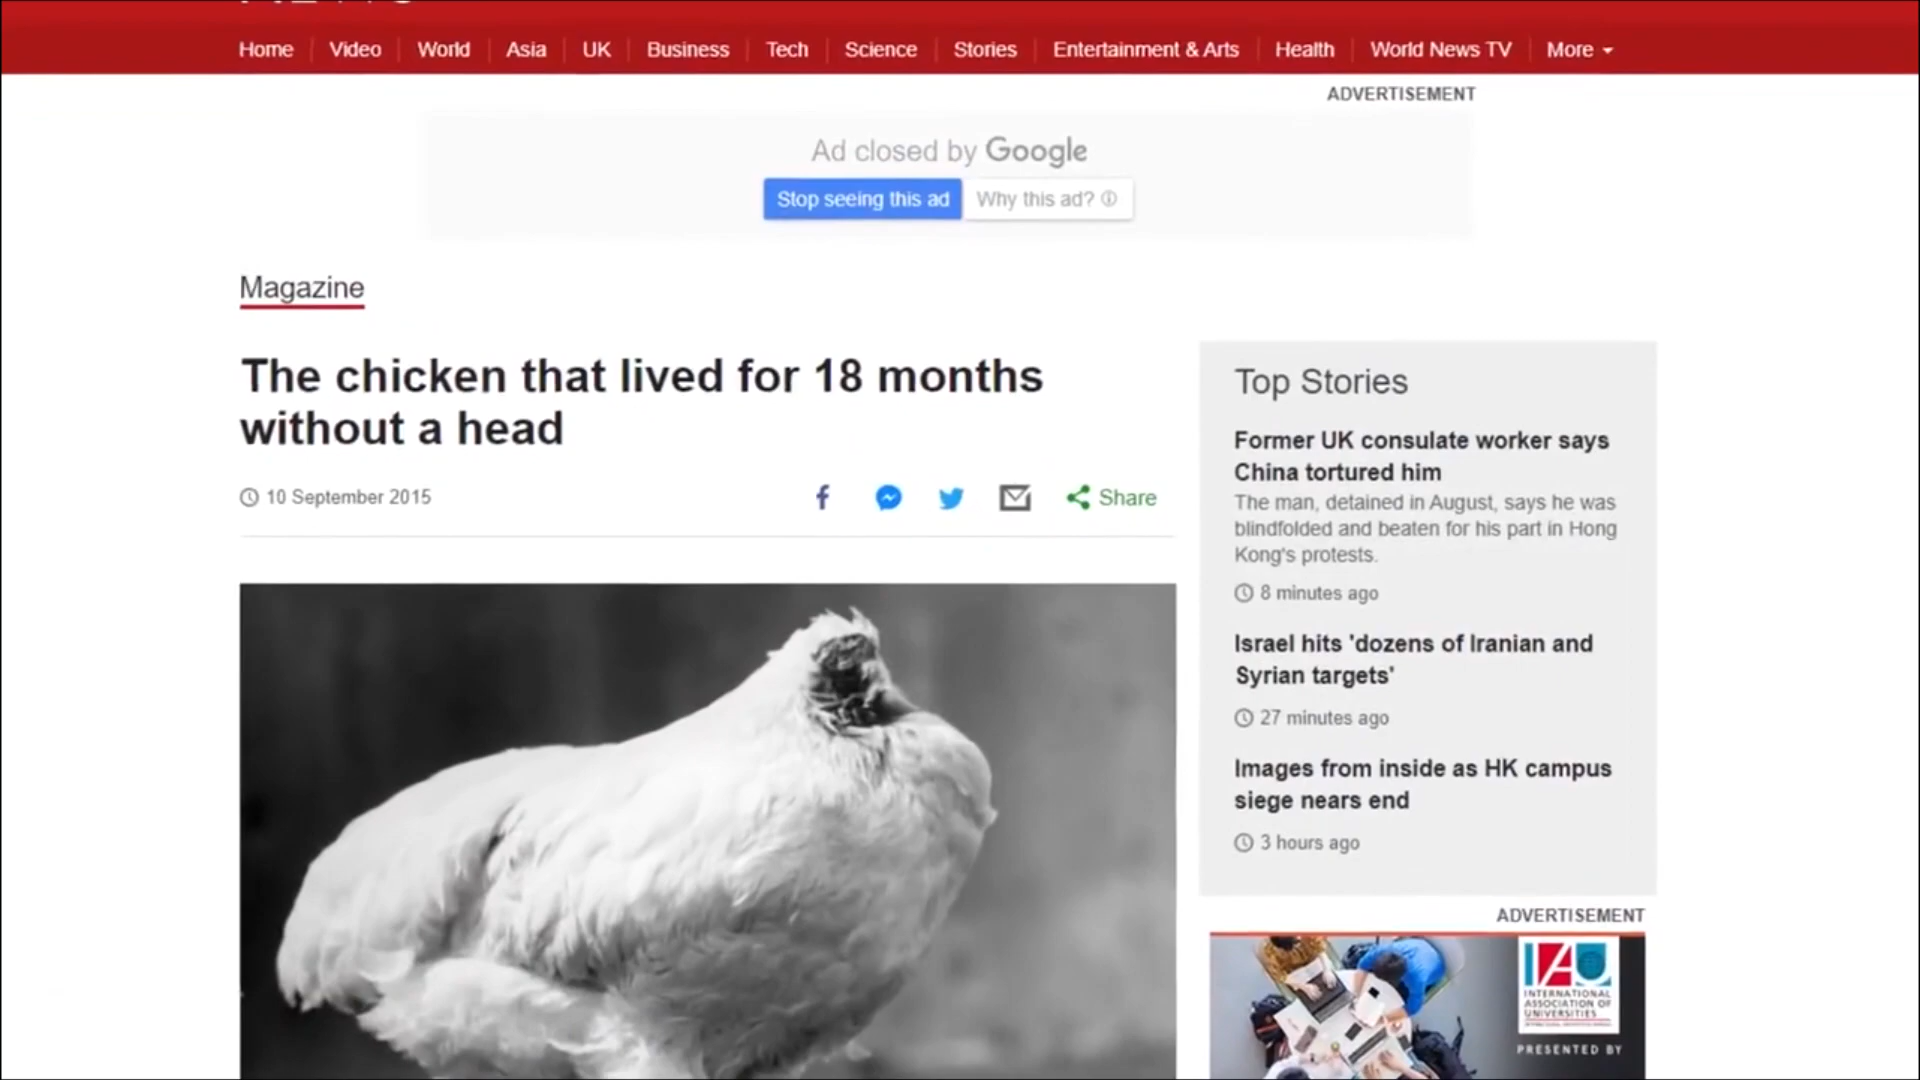 Home
Video
World
Asia
UK
Business
Tech
Science
Stories
Entertainment & Arts
Health
World News TV
More
ADVERTISEMENT
Ad closed by Google
Stop seeing this ad
Why this ad?
Magazine
The chicken that lived for 18 months
without a head
10 September 2015
Share
Top Stories
Former UK consulate worker says
China tortured him
The man, detained in August, says he was
blindfolded and beaten for his part in Hong
Kong's protests.
8 minutes ago
Israel hits 'dozens of Iranian and
Syrian targets'
27 minutes ago
Images from inside as HK campus
siege nears end
3 hours ago
ADVERTISEMENT
IAU
INTERNATIONAL
ASSOCIATION OF
UNIVERSITIES
PRESENTED BY